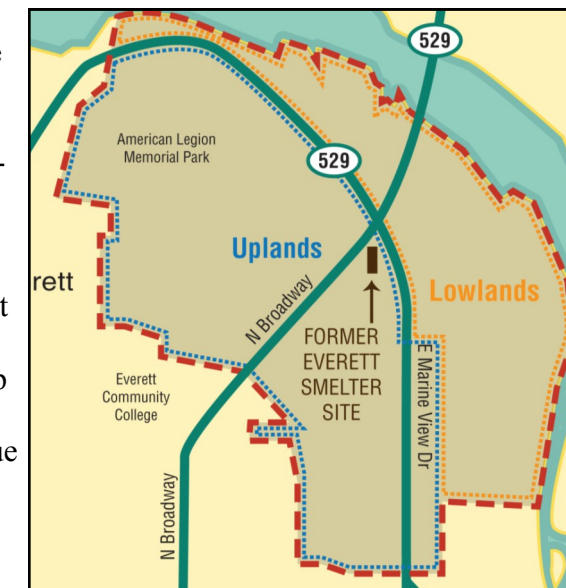 529
American Legion
Memorial Park
529
Uplands
rett
Lowlands
N Broadway
FORMER
EVERETT
SMELTER
SITE
E Marine View Dr
Everett
Community
College
N Broadway